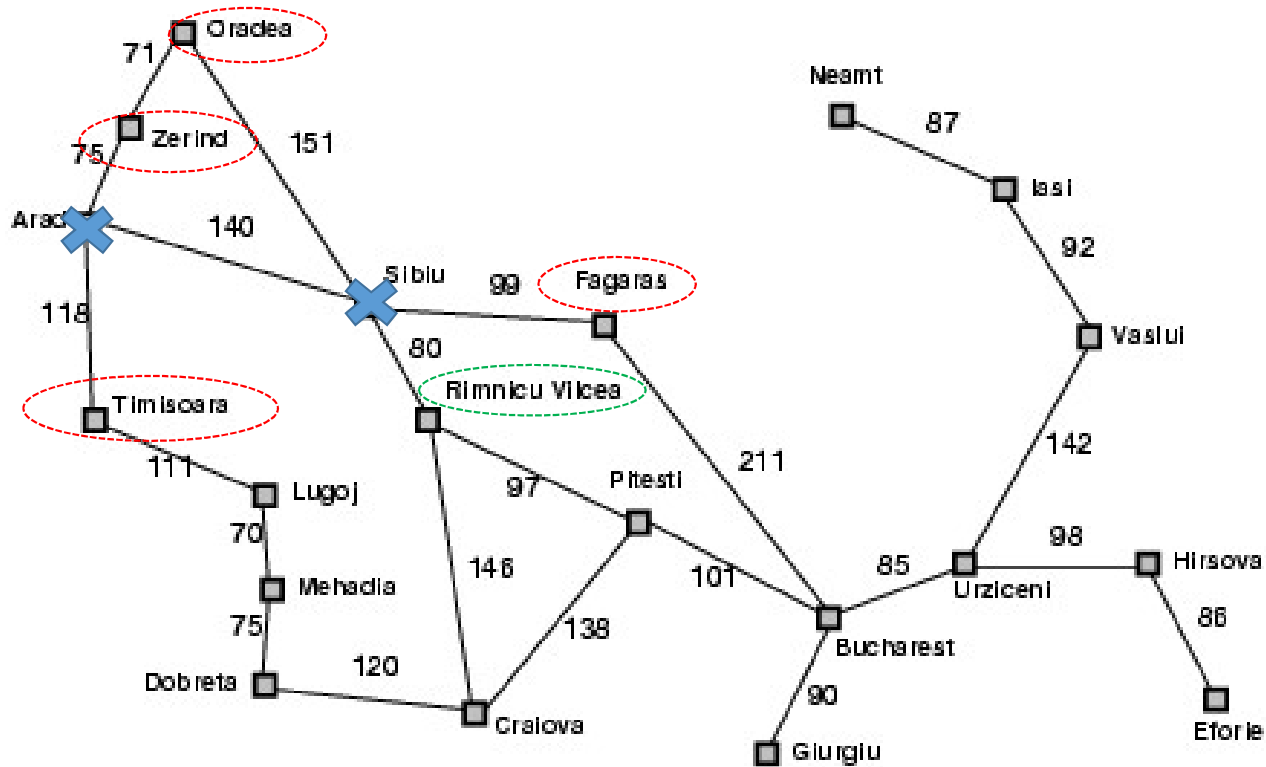 Oradea
71
Neamt
87
Zerind
151
75
Iasi
Arad
140
92
Sibiu
99
Fagaras
118
Vaslui
80
Rimnicu Vilcea
Timisoara
142
111
211
Pitesti
Lugoj
97
70
98
Hirsova
146
101
85
Mehadia
Urziceni
75
138
86
Bucharest
120
Dobreta
90
Craiova
Eforie
Giurgiu